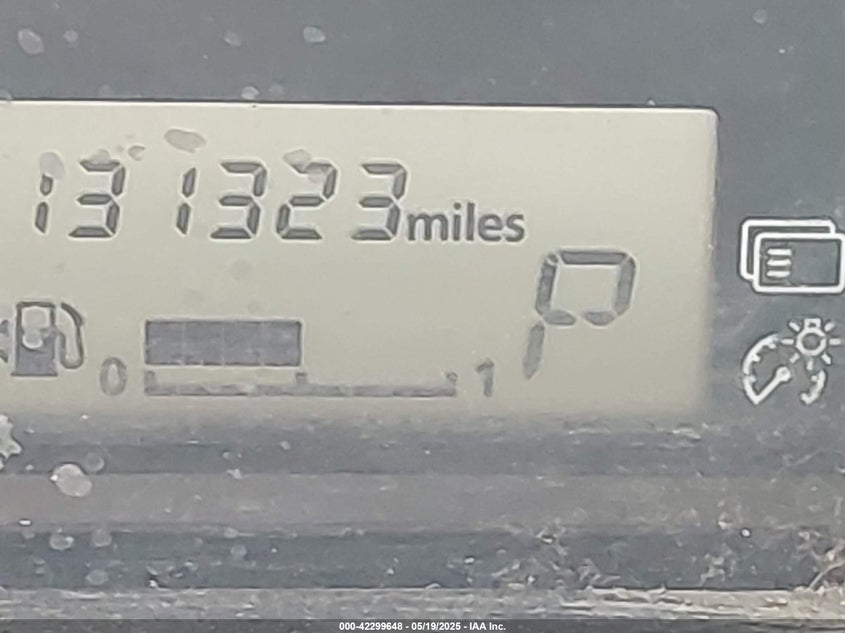 131323 miles
P
0 1
000-42299648 - 05/19/2025 - IAA Inc.